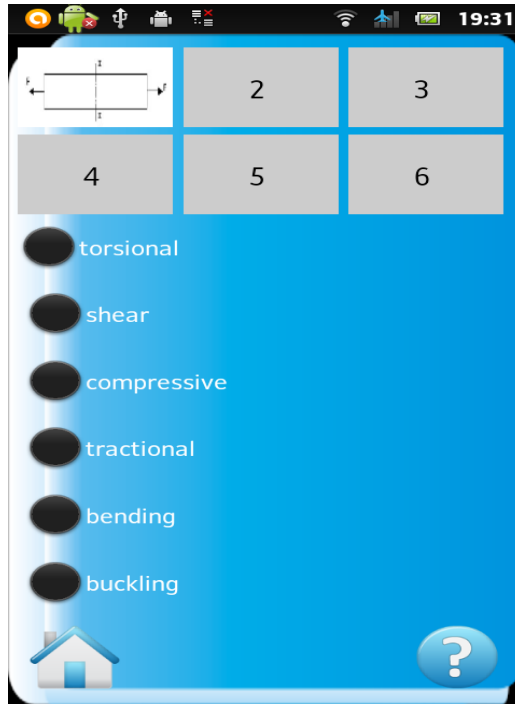 19:31
F
I
F
I
2
3
4
5
6
torsional
shear
compressive
tractional
bending
buckling
?